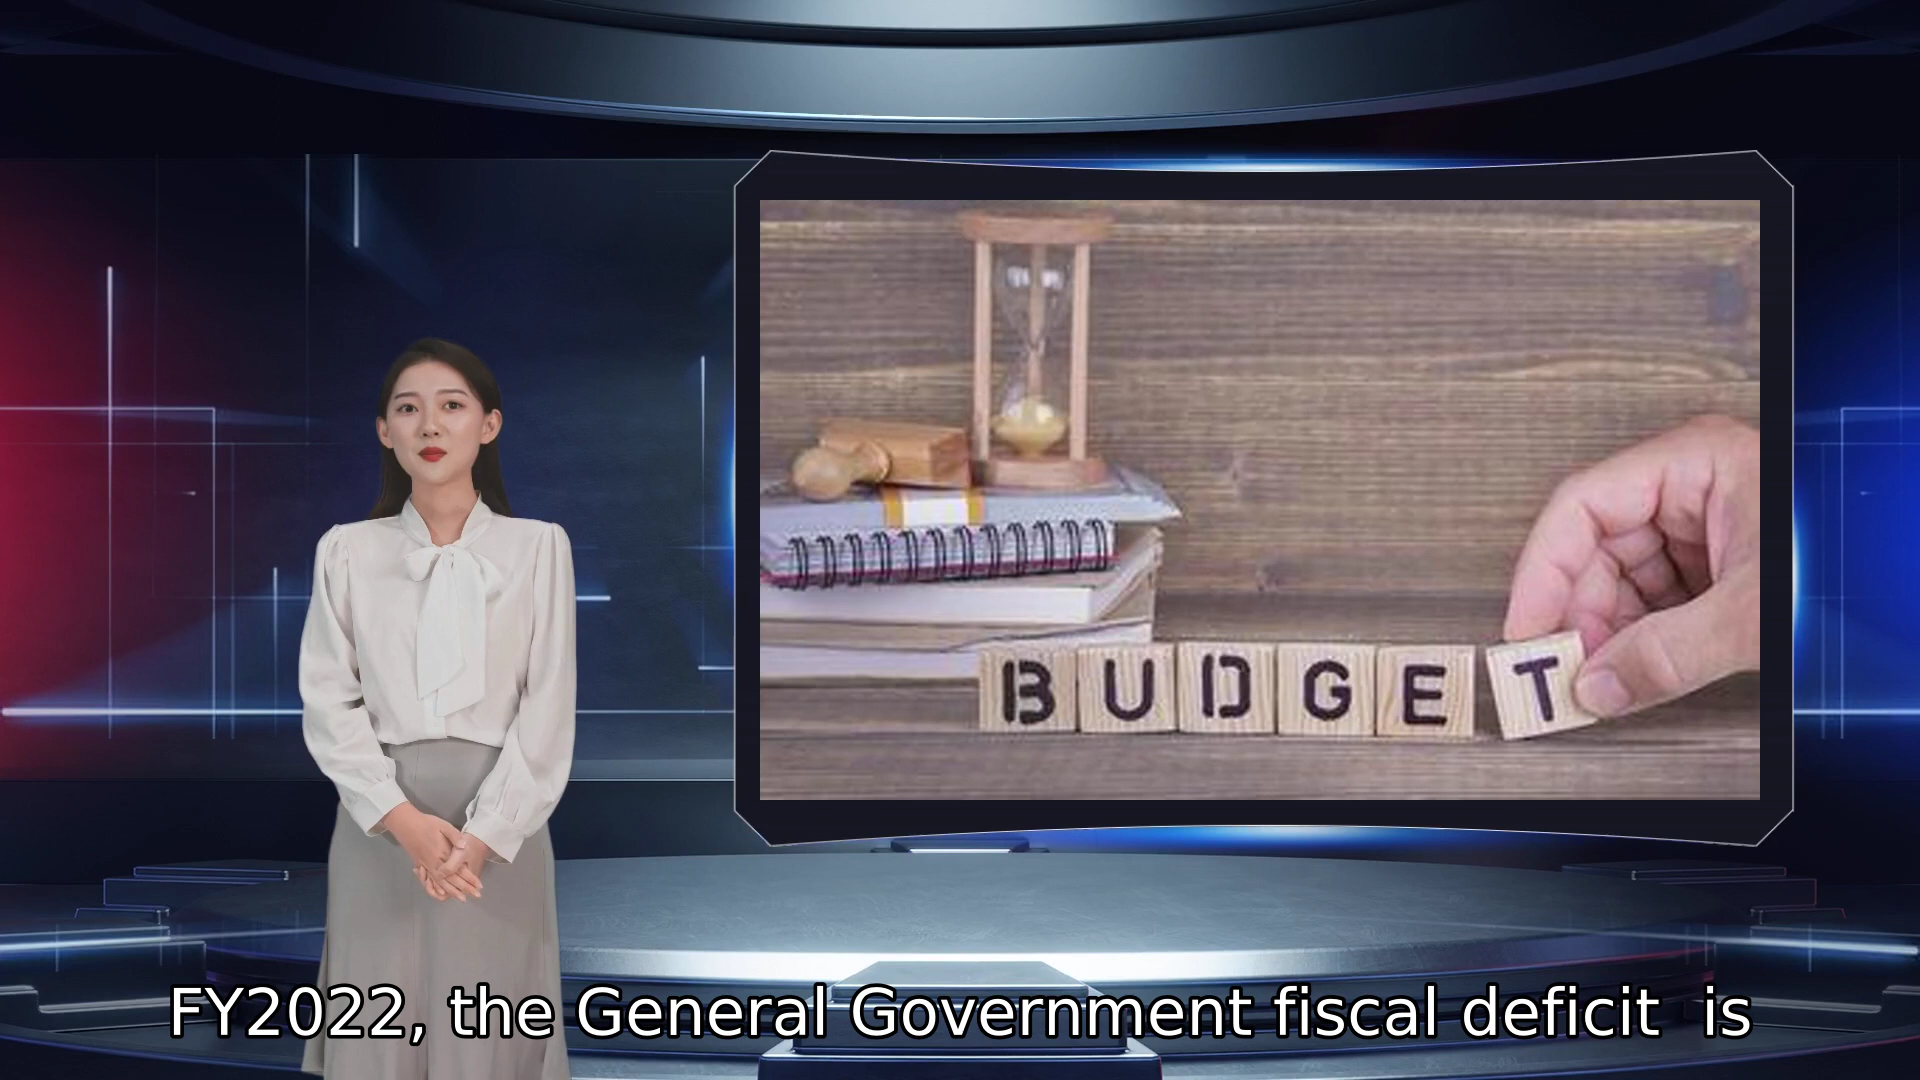 BUDGET
FY2022, the General Government fiscal deficit is